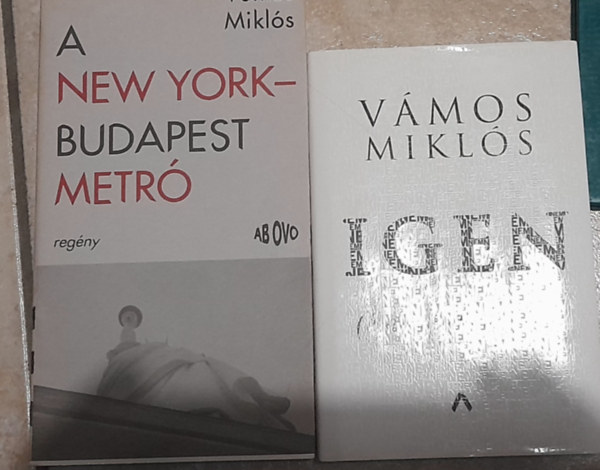 Miklós
A
NEW YORK–
BUDAPEST
METRÓ
regény
AB OVO
VÁMOS
MIKLÓS
IGEN